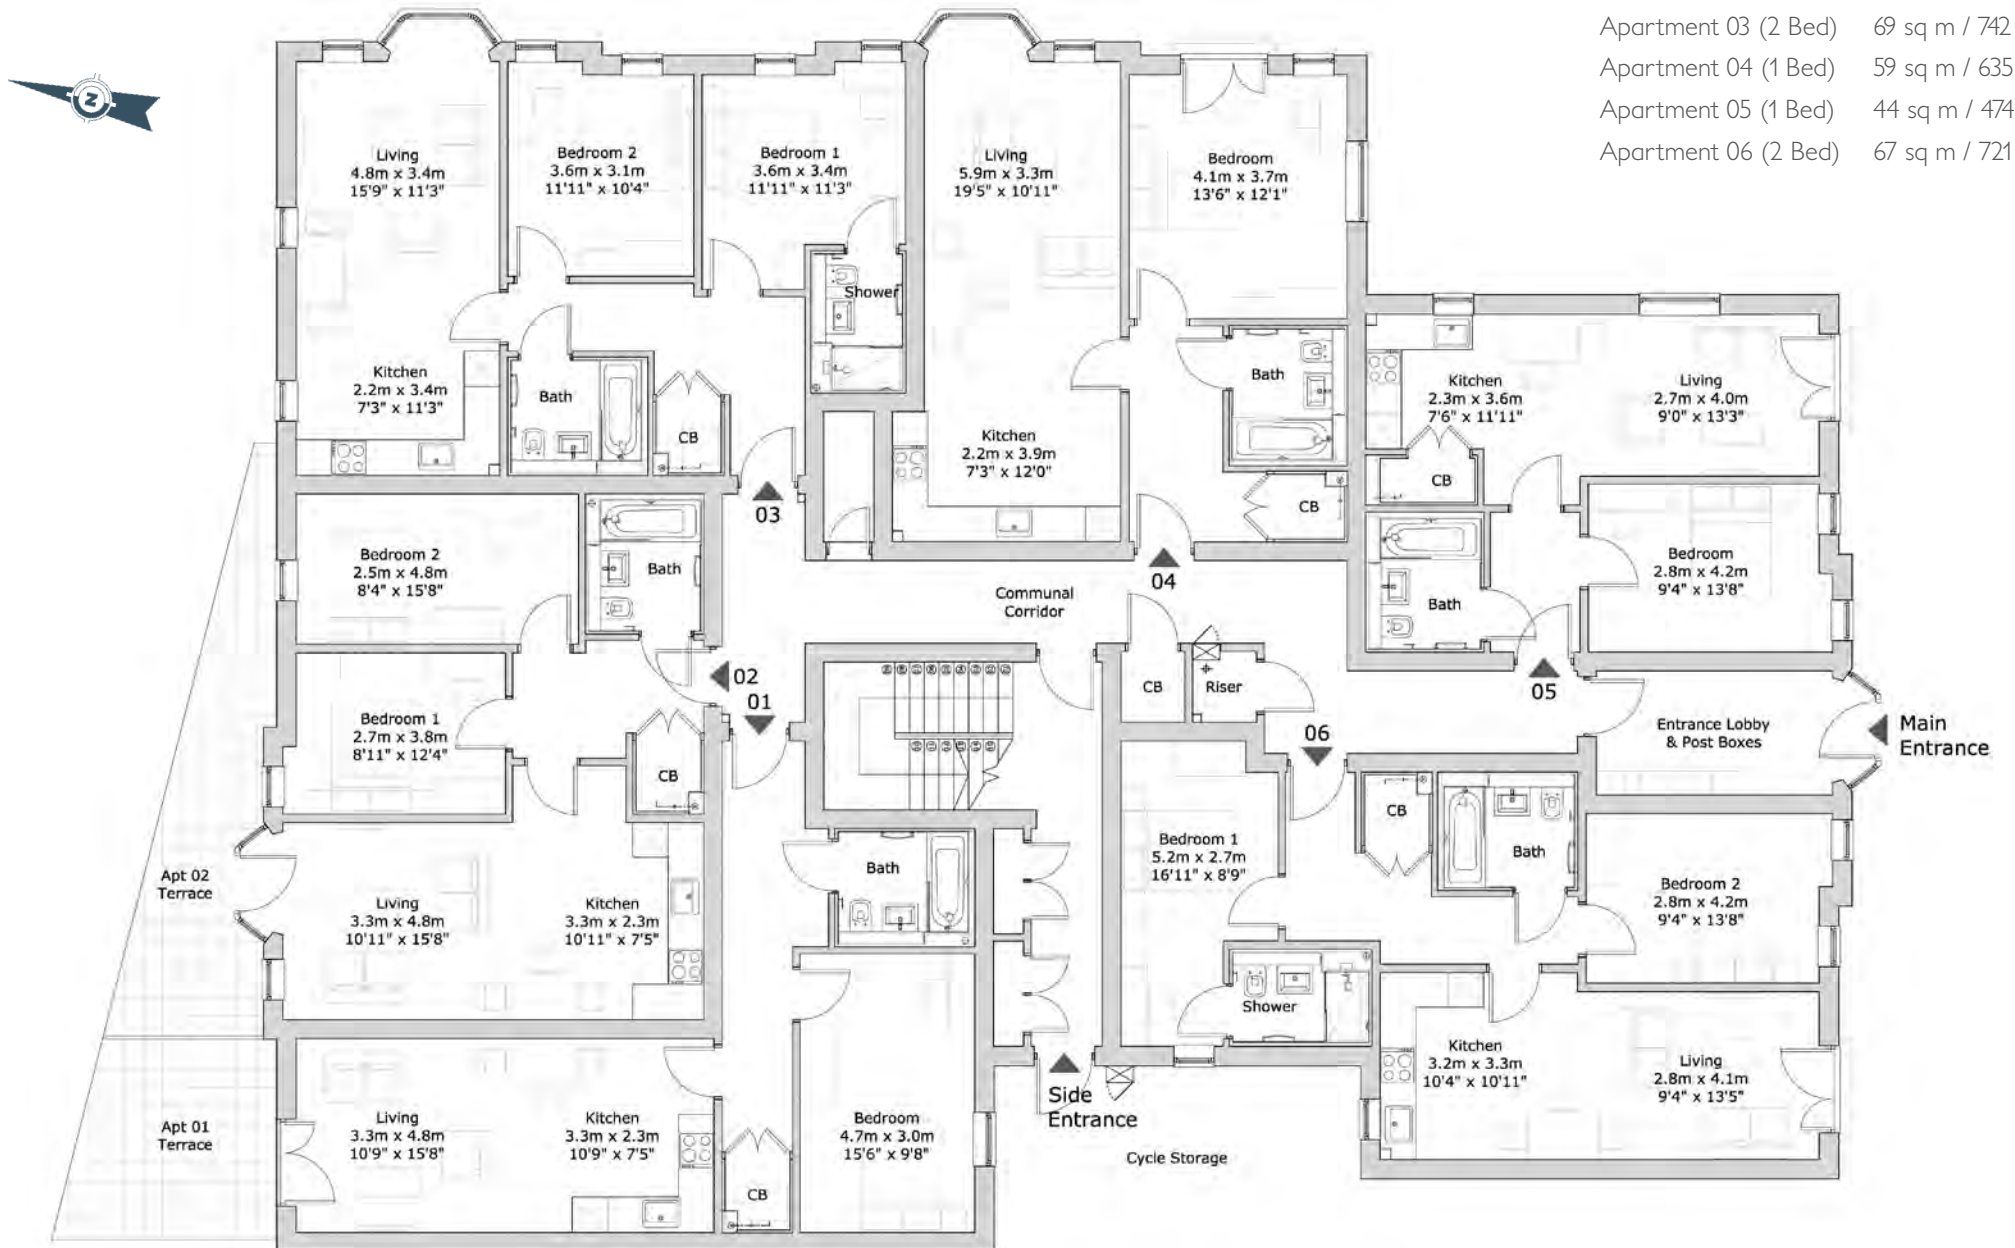 Apartment 03 (2 Bed) 69 sq m / 742
Apartment 04 (1 Bed) 59 sq m / 635
Apartment 05 (1 Bed) 44 sq m / 474
Apartment 06 (2 Bed) 67 sq m / 721
Z
Living
4.8m x 3.4m
15'9" x 11'3"
Bedroom 2
3.6m x 3.1m
11'11" x 10'4"
Bedroom 1
3.6m x 3.4m
11'11" x 11'3"
Living
5.9m x 3.3m
19'5" x 10'11"
Bedroom
4.1m x 3.7m
13'6" x 12'1"
Shower
Kitchen
2.2m x 3.4m
7'3" x 11'3"
Bath
CB
Kitchen
2.2m x 3.9m
7'3" x 12'0"
Bath
CB
Kitchen
2.3m x 3.6m
7'6" x 11'11"
Living
2.7m x 4.0m
9'0" x 13'3"
CB
03
04
Bedroom 2
2.5m x 4.8m
8'4" x 15'8"
Bath
Communal
Corridor
Bath
Bedroom
2.8m x 4.2m
9'4" x 13'8"
02
01
CB
Riser
05
Bedroom 1
2.7m x 3.8m
8'11" x 12'4"
CB
06
Entrance Lobby
& Post Boxes
Main
Entrance
Apt 02
Terrace
Living
3.3m x 4.8m
10'11" x 15'8"
Kitchen
3.3m x 2.3m
10'11" x 7'5"
Bath
Bedroom 1
5.2m x 2.7m
16'11" x 8'9"
CB
Bath
Bedroom 2
2.8m x 4.2m
9'4" x 13'8"
Shower
Kitchen
3.2m x 3.3m
10'4" x 10'11"
Living
2.8m x 4.1m
9'4" x 13'5"
Apt 01
Terrace
Living
3.3m x 4.8m
10'9" x 15'8"
Kitchen
3.3m x 2.3m
10'9" x 7'5"
CB
Bedroom
4.7m x 3.0m
15'6" x 9'8"
Side
Entrance
Cycle Storage